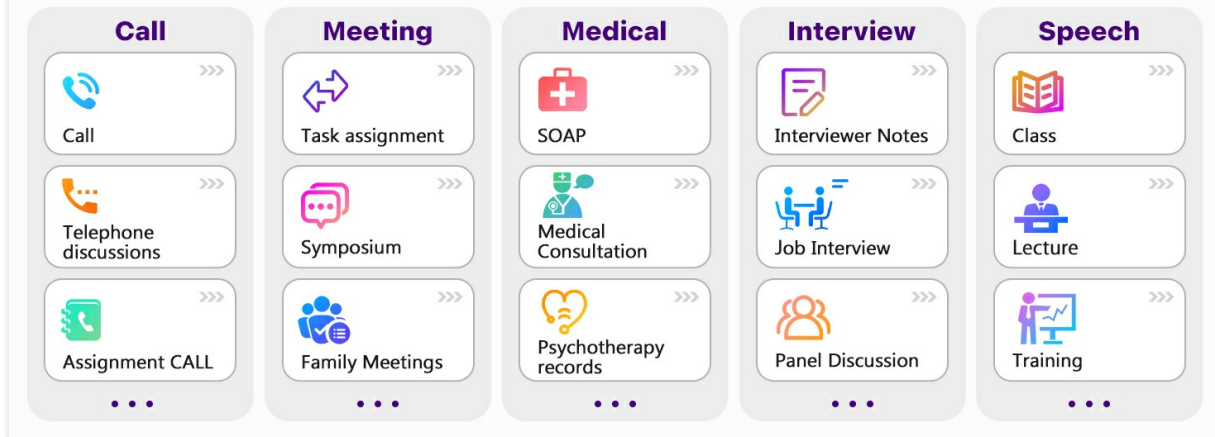 Call
Call
Telephone
discussions
Assignment CALL
Meeting
Task assignment
Symposium
Family Meetings
Medical
SOAP
Medical
Consultation
Psychotherapy
records
Interview
Interviewer Notes
Job Interview
Panel Discussion
Speech
Class
Lecture
Training